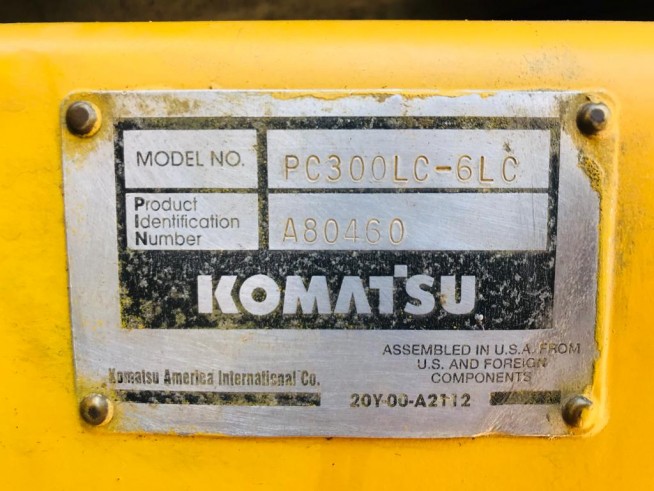 MODEL NO. PC300LC-6LC
Product
Identification
Number A80460
KOMATSU
ASSEMBLED IN U.S.A. FROM
U.S. AND FOREIGN
COMPONENTS
Komatsu America International Co.
20Y-00-A2112